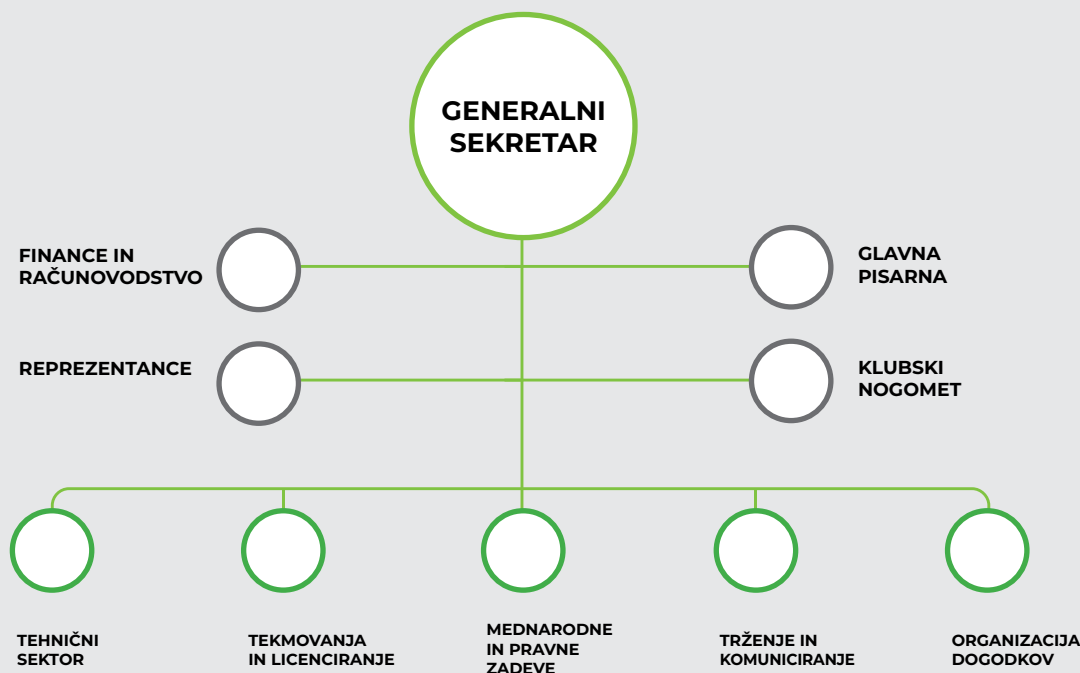 GENERALNI
SEKRETAR
FINANCE IN
RAČUNOVODSTVO
GLAVNA
PISARNA
REPREZENTANCE
KLUBSKI
NOGOMET
TEHNIČNI
SEKTOR
TEKMOVANJA
IN LICENCIRANJE
MEDNARODNE
IN PRAVNE
ZADEVE
TRŽENJE IN
KOMUNICIRANJE
ORGANIZACIJA
DOGODKOV